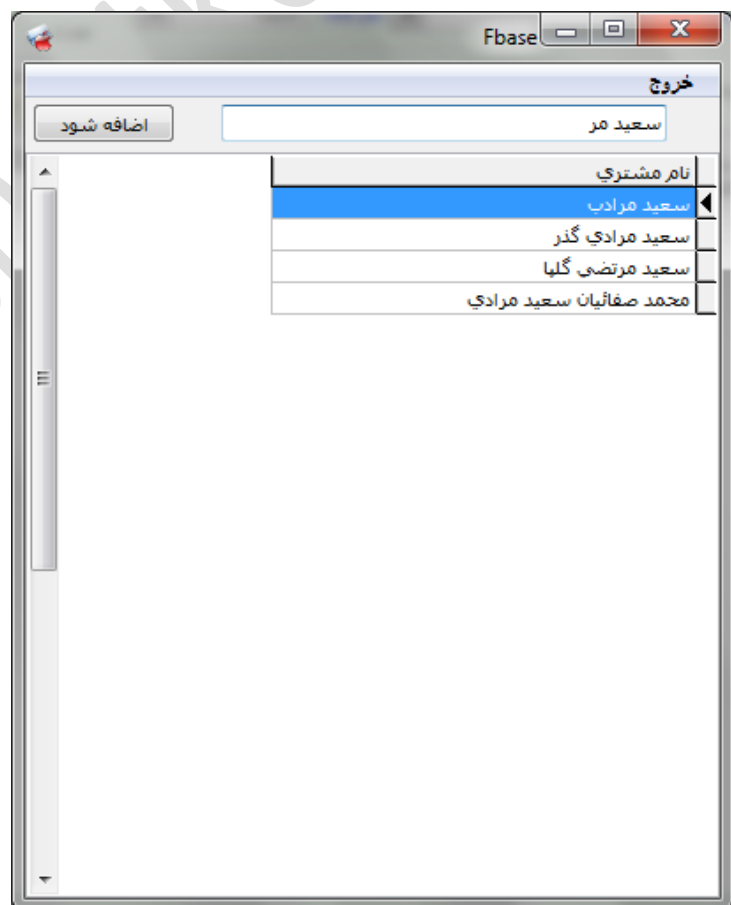 Fbase
خروج
سعيد مر
اضافه شود
نام مشتري
سعيد مرادب
سعيد مرادي گذر
سعيد مرتضي گلپا
محمد صفائيان سعيد مرادي